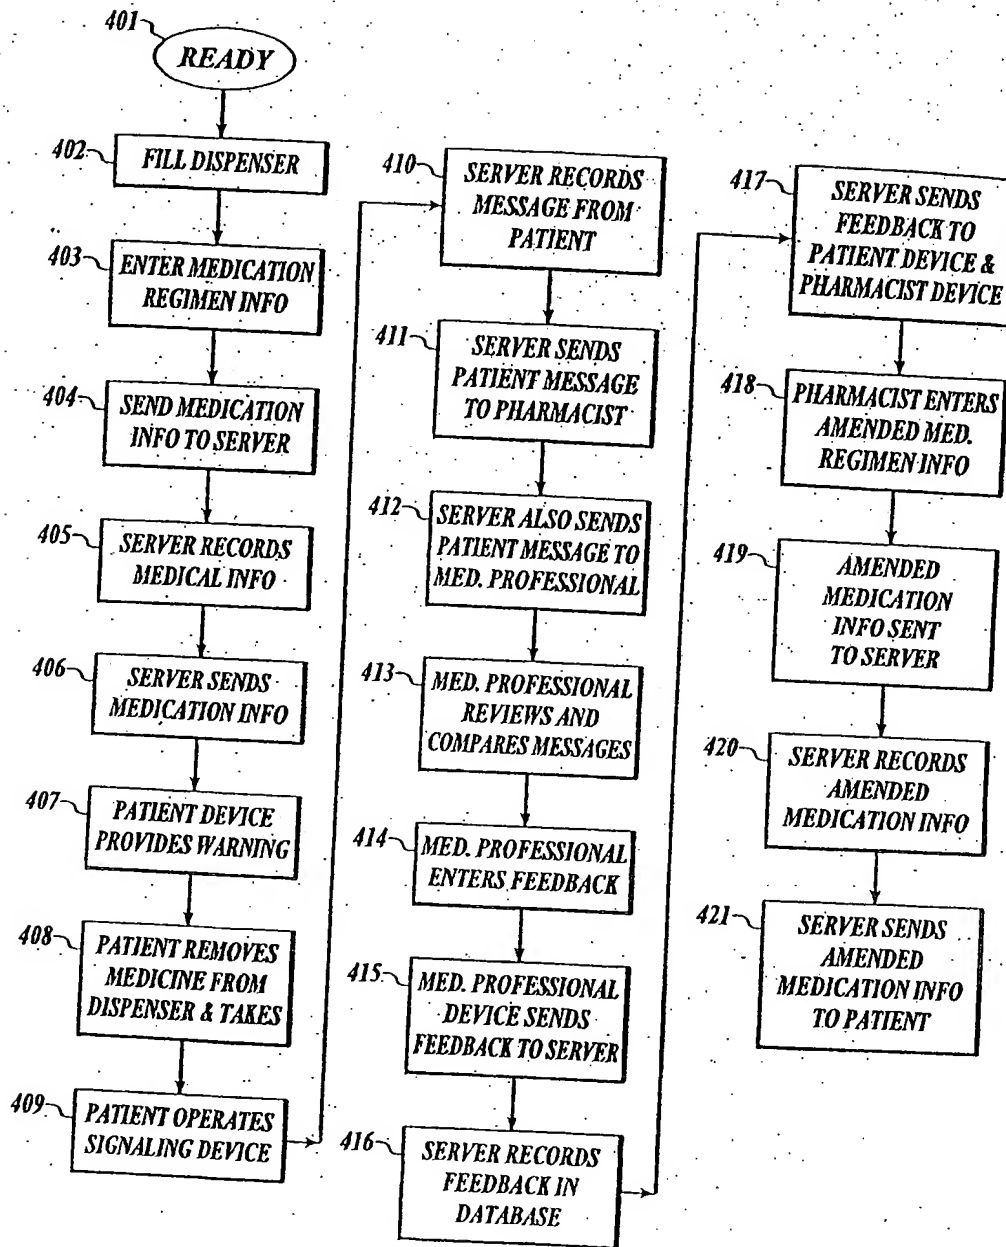 401
READY
402
FILL DISPENSER
403
ENTER MEDICATION
REGIMEN INFO
404
SEND MEDICATION
INFO TO SERVER
405
SERVER RECORDS
MEDICAL INFO
406
SERVER SENDS
MEDICATION INFO
407
PATIENT DEVICE
PROVIDES WARNING
408
PATIENT REMOVES
MEDICINE FROM
DISPENSER & TAKES
409
PATIENT OPERATES
SIGNALING DEVICE
410
SERVER RECORDS
MESSAGE FROM
PATIENT
411
SERVER SENDS
PATIENT MESSAGE
TO PHARMACIST
412
SERVER ALSO SENDS
PATIENT MESSAGE TO
MED. PROFESSIONAL
413
MED. PROFESSIONAL
REVIEWS AND
COMPARES MESSAGES
414
MED. PROFESSIONAL
ENTERS FEEDBACK
415
MED. PROFESSIONAL
DEVICE SENDS
FEEDBACK TO SERVER
416
SERVER RECORDS
FEEDBACK IN
DATABASE
417
SERVER SENDS
FEEDBACK TO
PATIENT DEVICE &
PHARMACIST DEVICE
418
PHARMACIST ENTERS
AMENDED MED.
REGIMEN INFO
419
AMENDED
MEDICATION
INFO SENT
TO SERVER
420
SERVER RECORDS
AMENDED
MEDICATION INFO
421
SERVER SENDS
AMENDED
MEDICATION INFO
TO PATIENT